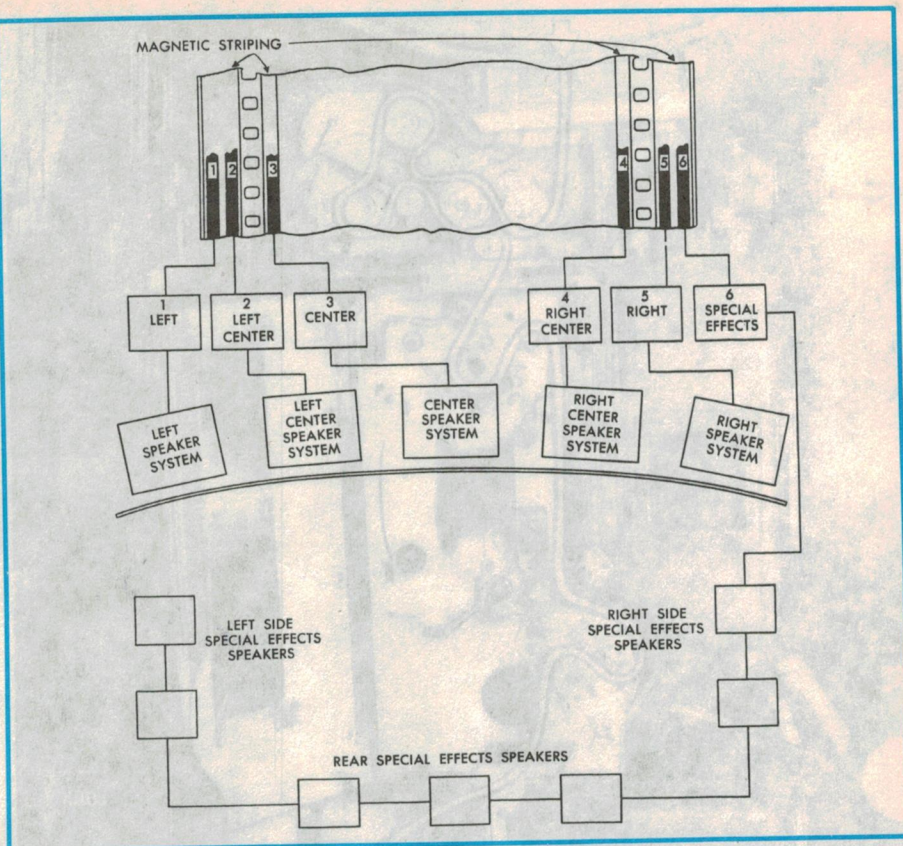 MAGNETIC STRIPING
1
2
3
4
5
6
1
LEFT
2
LEFT
CENTER
3
CENTER
4
RIGHT
CENTER
5
RIGHT
6
SPECIAL
EFFECTS
LEFT
SPEAKER
SYSTEM
LEFT
CENTER
SPEAKER
SYSTEM
CENTER
SPEAKER
SYSTEM
RIGHT
CENTER
SPEAKER
SYSTEM
RIGHT
SPEAKER
SYSTEM
LEFT SIDE
SPECIAL EFFECTS
SPEAKERS
RIGHT SIDE
SPECIAL EFFECTS
SPEAKERS
REAR SPECIAL EFFECTS SPEAKERS